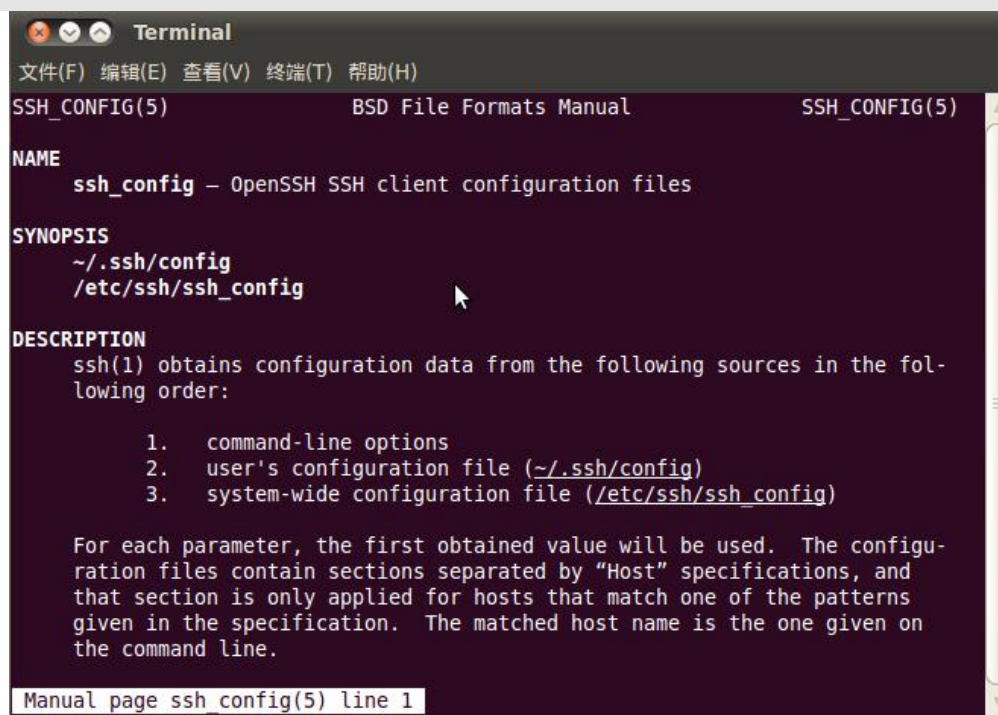 Terminal
文件(F) 编辑(E) 查看(V) 终端(T) 帮助(H)
SSH_CONFIG(5) BSD File Formats Manual SSH_CONFIG(5)
NAME
ssh_config — OpenSSH SSH client configuration files
SYNOPSIS
~/.ssh/config
/etc/ssh/ssh_config
DESCRIPTION
ssh(1) obtains configuration data from the following sources in the fol-
lowing order:
1. command-line options
2. user's configuration file (~/.ssh/config)
3. system-wide configuration file (/etc/ssh/ssh_config)
For each parameter, the first obtained value will be used. The configu-
ration files contain sections separated by “Host” specifications, and
that section is only applied for hosts that match one of the patterns
given in the specification. The matched host name is the one given on
the command line.
Manual page ssh_config(5) line 1